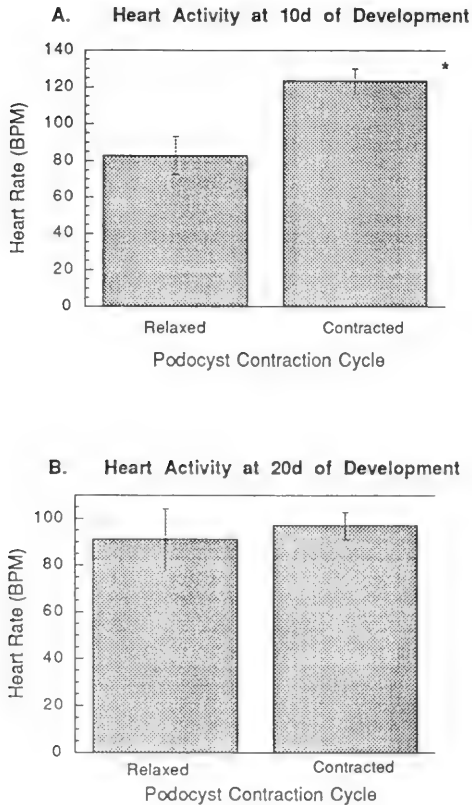 A. Heart Activity at 10d of Development
140
120
100
80
60
40
20
0
Heart Rate (BPM)
*
Relaxed Contracted
Podocyst Contraction Cycle
B. Heart Activity at 20d of Development
100
80
60
40
20
0
Heart Rate (BPM)
Relaxed Contracted
Podocyst Contraction Cycle